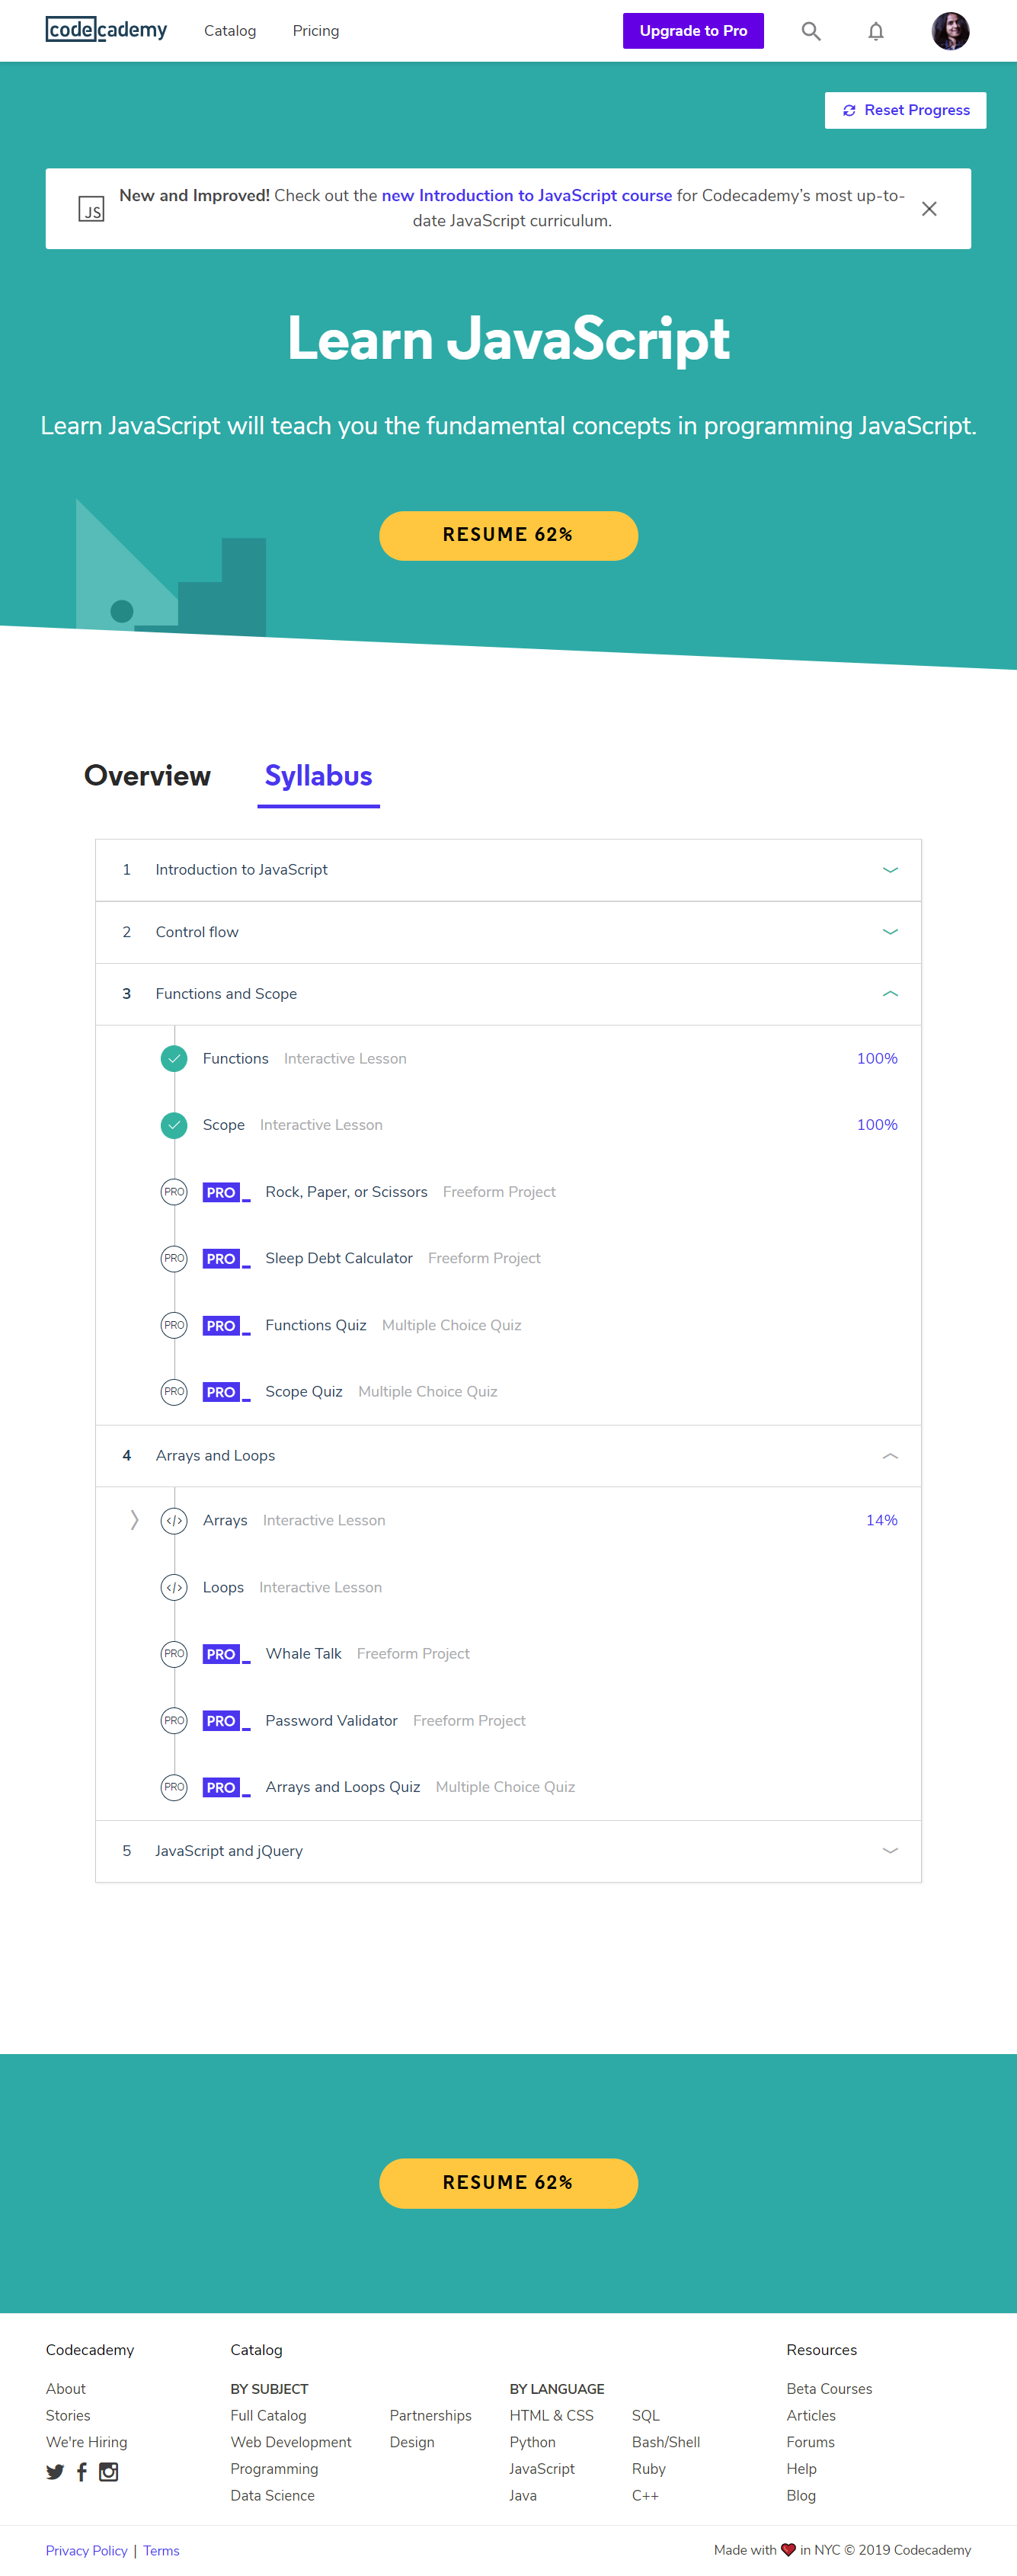 codecademy Catalog Pricing Upgrade to Pro
Reset Progress
JS
New and Improved! Check out the new Introduction to JavaScript course for Codecademy’s most up-to-
date JavaScript curriculum.
Learn JavaScript
Learn JavaScript will teach you the fundamental concepts in programming JavaScript.
RESUME 62%
Overview Syllabus
1 Introduction to JavaScript
2 Control flow
3 Functions and Scope
Functions Interactive Lesson 100%
Scope Interactive Lesson 100%
PRO PRO_ Rock, Paper, or Scissors Freeform Project
PRO PRO_ Sleep Debt Calculator Freeform Project
PRO PRO_ Functions Quiz Multiple Choice Quiz
PRO PRO_ Scope Quiz Multiple Choice Quiz
4 Arrays and Loops
</> Arrays Interactive Lesson 14%
</> Loops Interactive Lesson
PRO PRO_ Whale Talk Freeform Project
PRO PRO_ Password Validator Freeform Project
PRO PRO_ Arrays and Loops Quiz Multiple Choice Quiz
5 JavaScript and jQuery
RESUME 62%
Codecademy Catalog Resources
About BY SUBJECT BY LANGUAGE Beta Courses
Stories Full Catalog Partnerships HTML & CSS SQL Articles
We're Hiring Web Development Design Python Bash/Shell Forums
Programming JavaScript Ruby Help
Data Science Java C++ Blog
Privacy Policy | Terms Made with ❤ in NYC © 2019 Codecademy